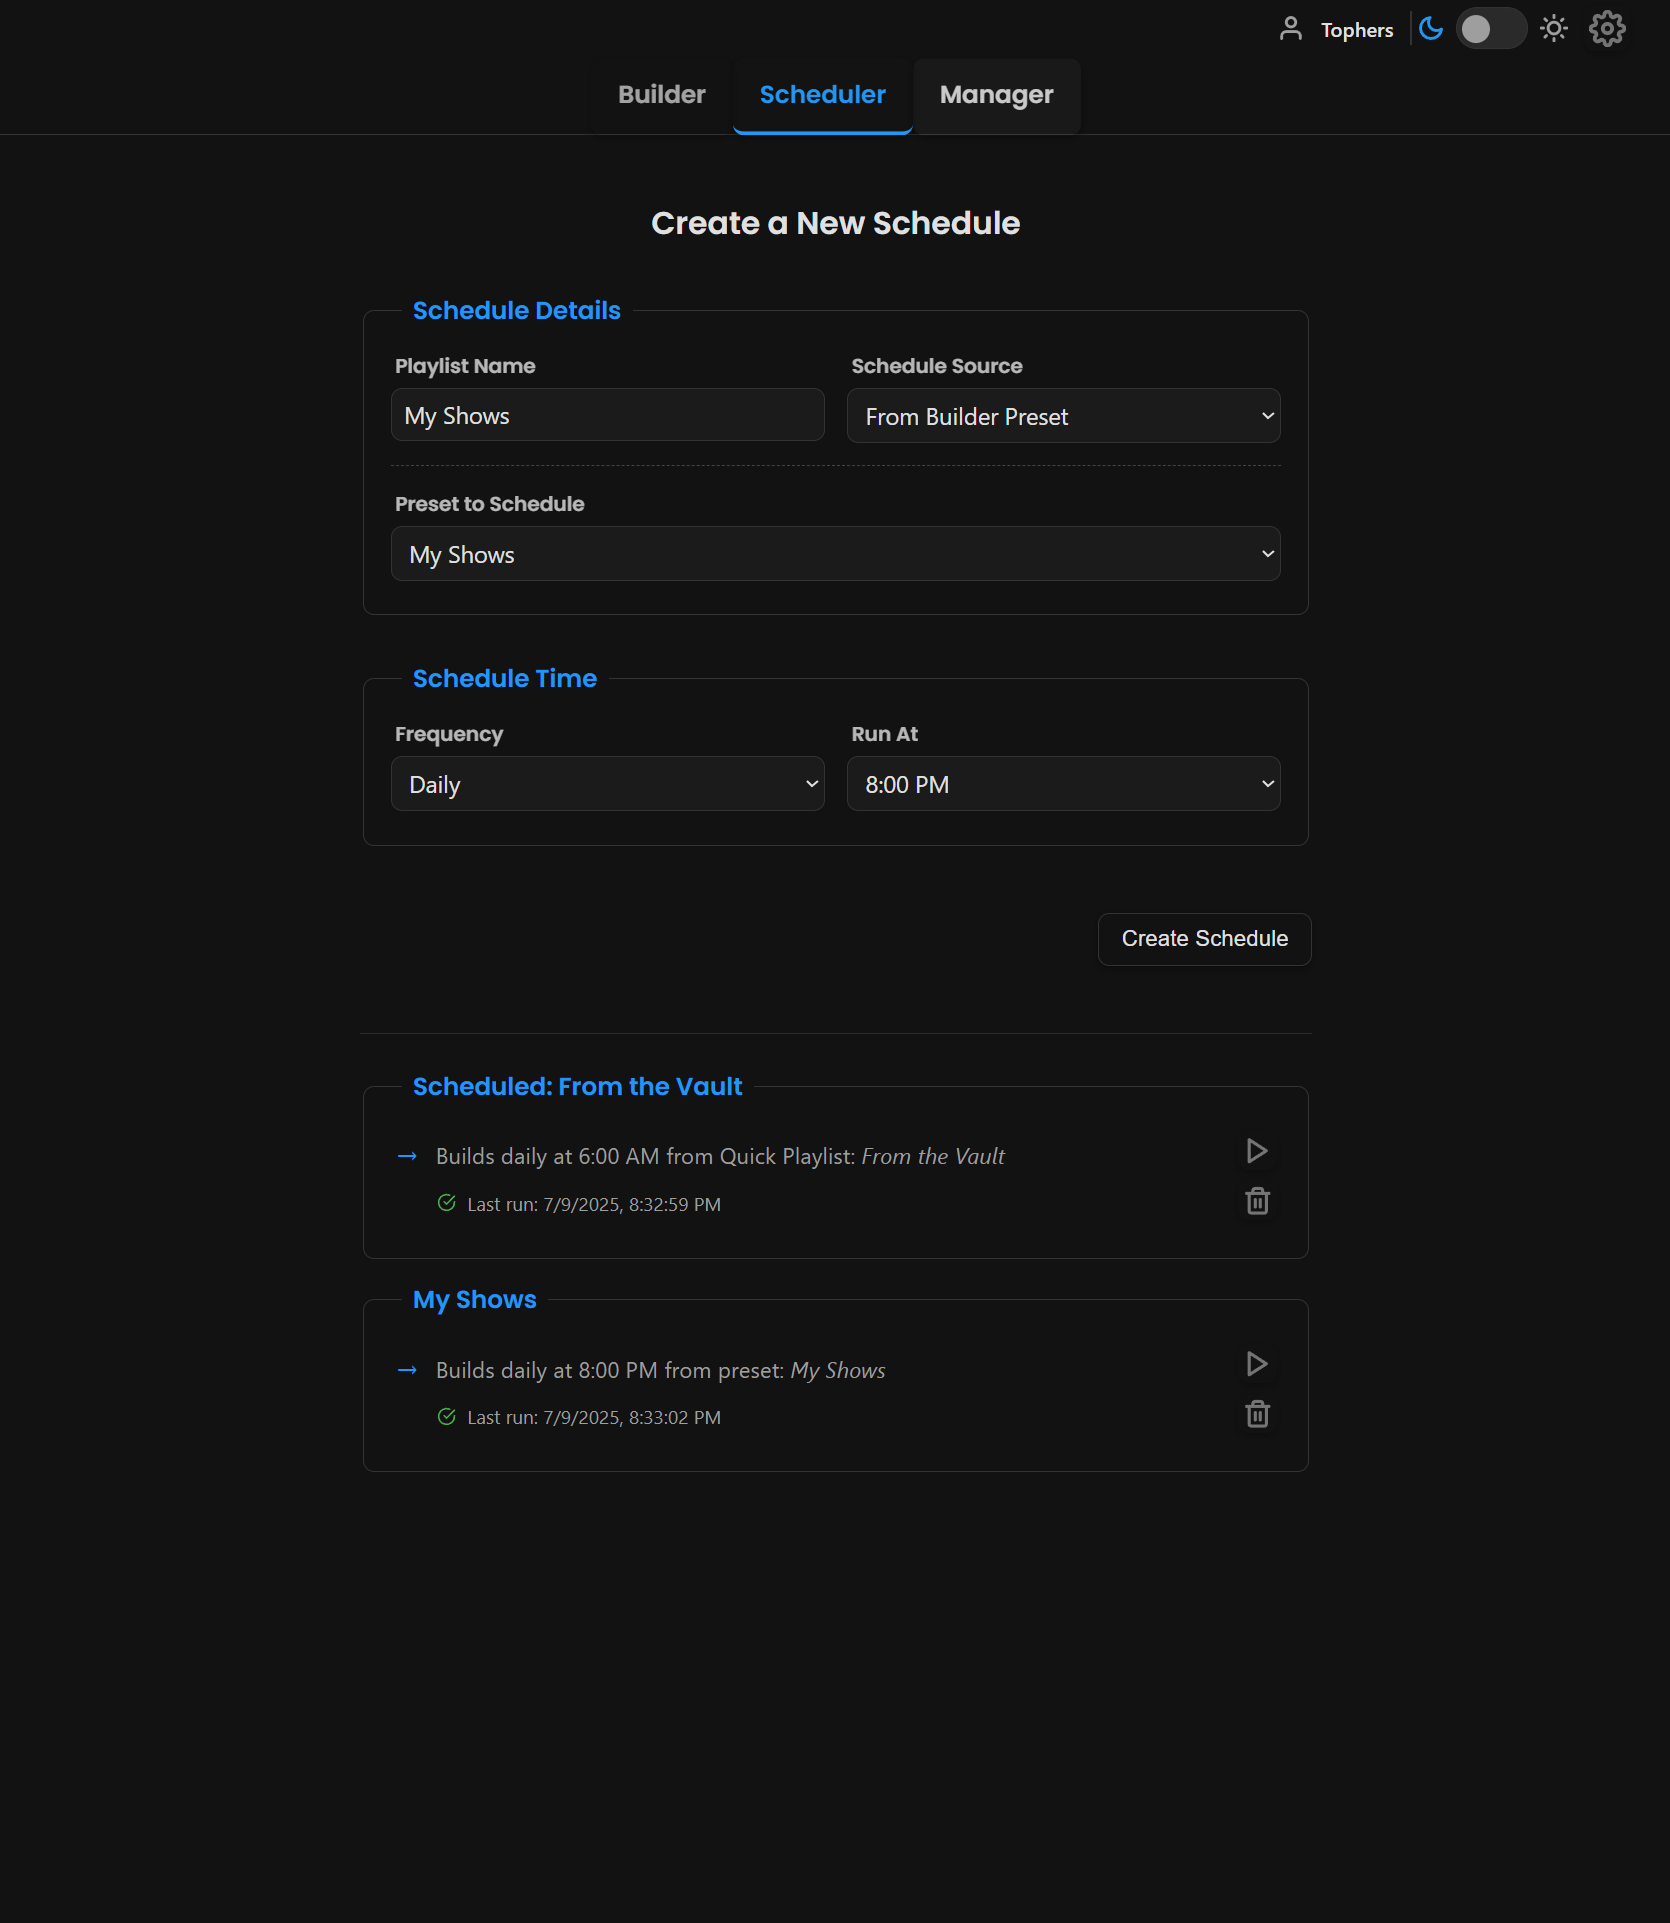 Tophers
Builder Scheduler Manager
Create a New Schedule
Schedule Details
Playlist Name Schedule Source
My Shows From Builder Preset
Preset to Schedule
My Shows
Schedule Time
Frequency Run At
Daily 8:00 PM
Create Schedule
Scheduled: From the Vault
→ Builds daily at 6:00 AM from Quick Playlist: From the Vault
Last run: 7/9/2025, 8:32:59 PM
My Shows
→ Builds daily at 8:00 PM from preset: My Shows
Last run: 7/9/2025, 8:33:02 PM